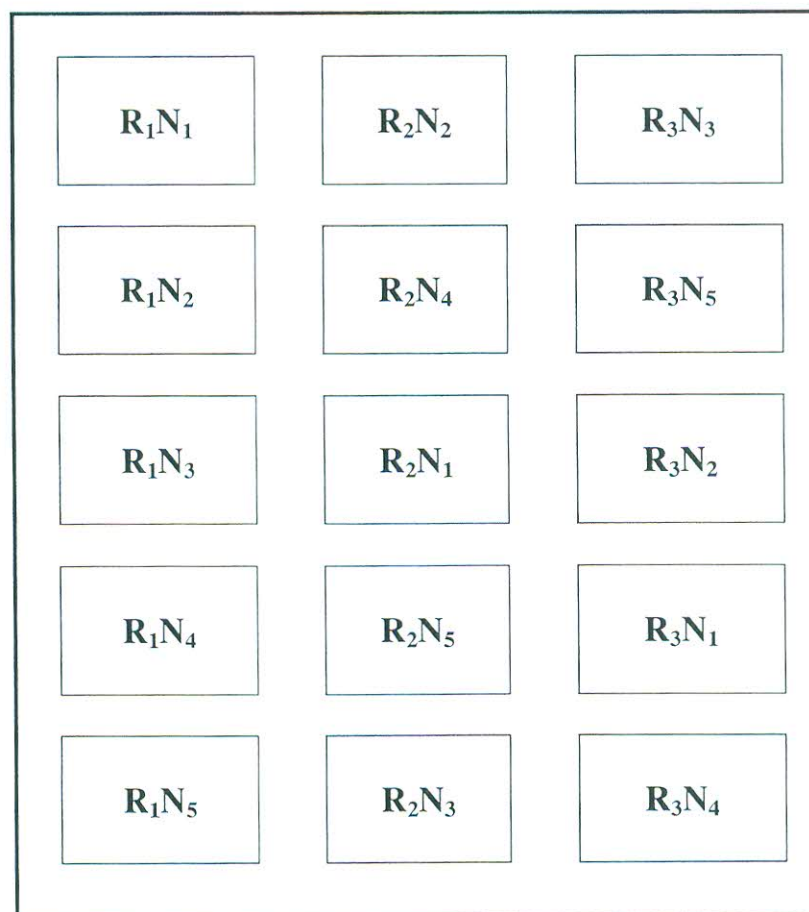 R₁N₁ R₂N₂ R₃N₃
R₁N₂ R₂N₄ R₃N₅
R₁N₃ R₂N₁ R₃N₂
R₁N₄ R₂N₅ R₃N₁
R₁N₅ R₂N₃ R₃N₄